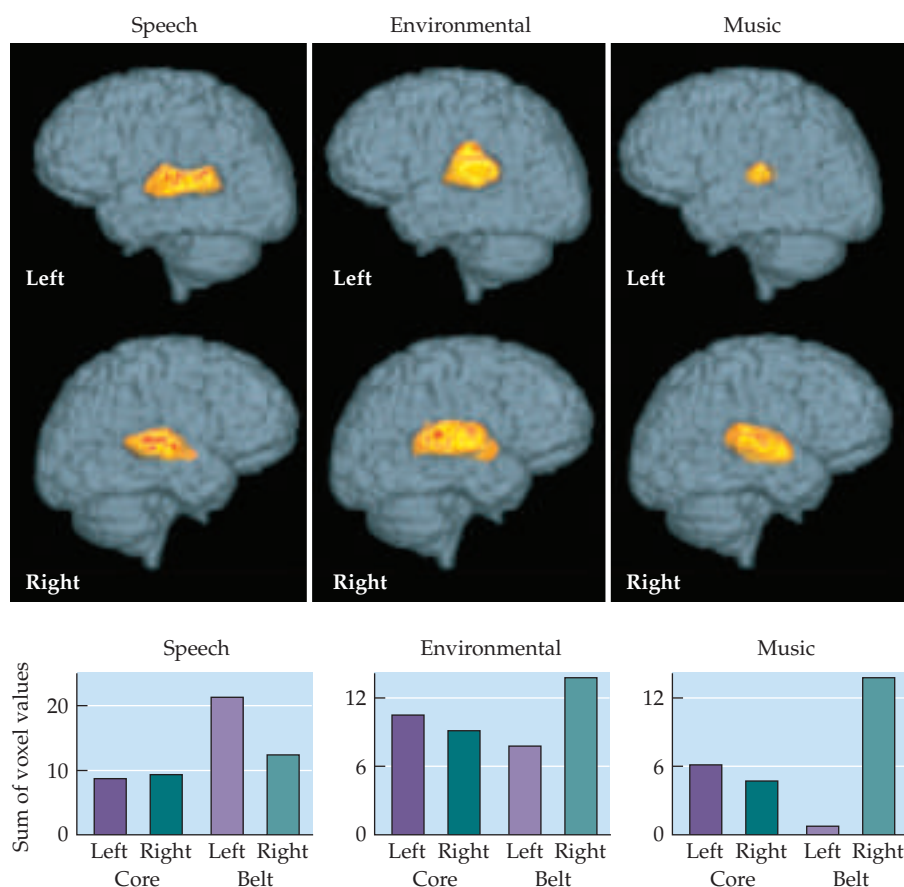 Speech Environmental Music
Left Left Left
Right Right Right
Speech Environmental Music
Sum of voxel values
20
10
0
Left Right Left Right
Core Belt
12
6
0
Left Right Left Right
Core Belt
12
6
0
Left Right Left Right
Core Belt